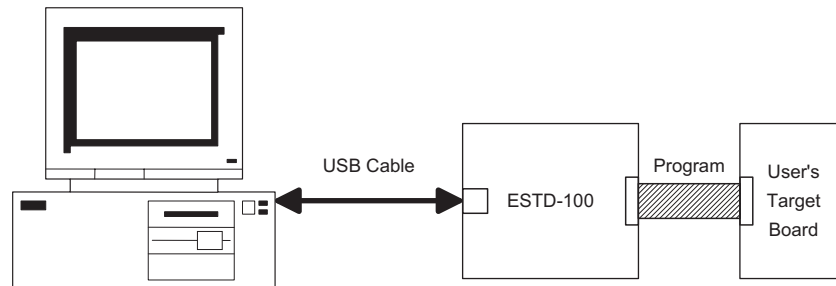 USB Cable
ESTD-100
Program
User's
Target
Board